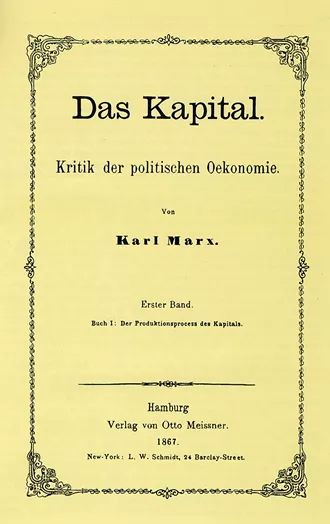 Das Kapital.
Kritik der politischen Oekonomie.
Von
Karl Marx.
Erster Band.
Buch I: Der Produktionsprocess des Kapitals.
Hamburg
Verlag von Otto Meissner.
1867.
New-York: L. W. Schmidt, 24 Barclay-Street.